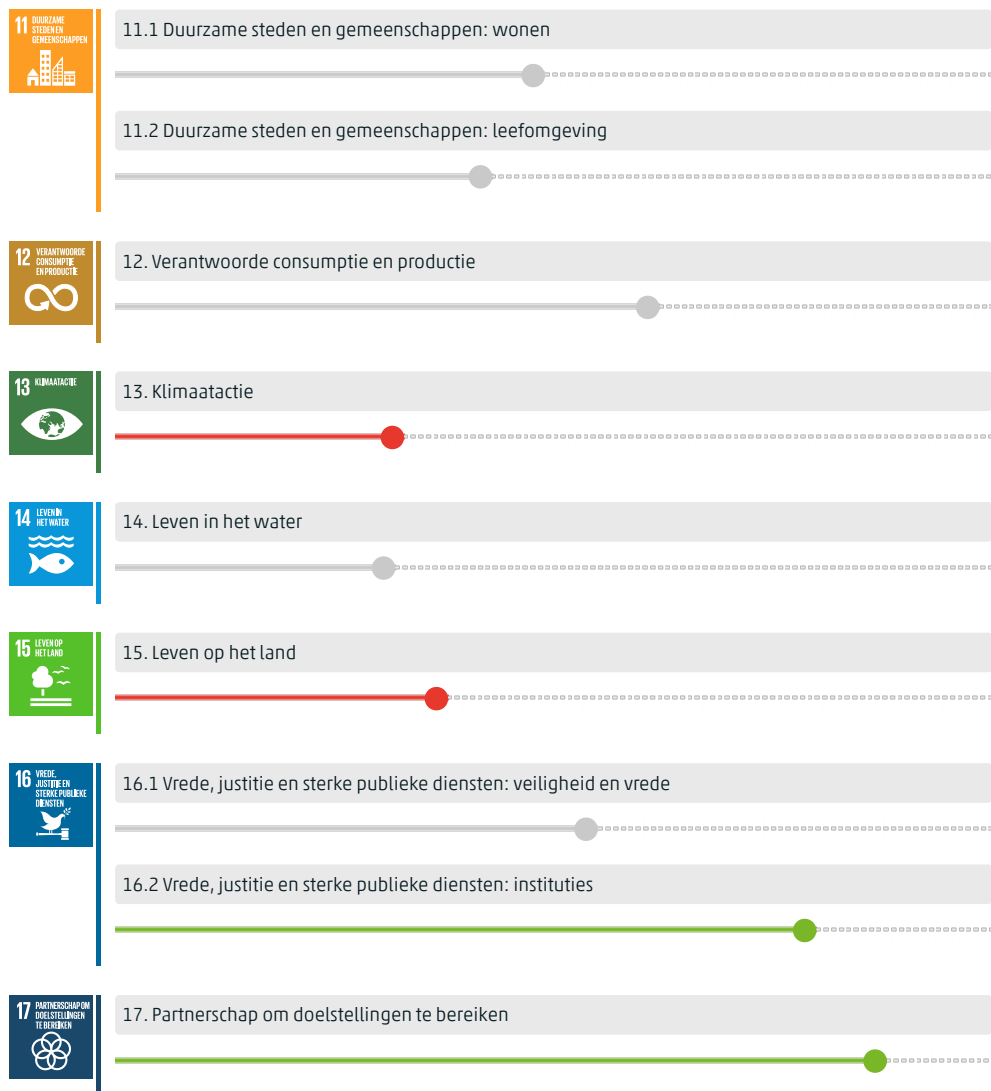 11 DUURZAME
STEDEN EN
GEMEENSCHAPPEN
11.1 Duurzame steden en gemeenschappen: wonen
11.2 Duurzame steden en gemeenschappen: leefomgeving
12 VERANTWOORDE
CONSUMPTIE
EN PRODUCTIE
12. Verantwoorde consumptie en productie
13 KLIMAATACTIE
13. Klimaatactie
14 LEVEN IN
HET WATER
14. Leven in het water
15 LEVEN OP
HET LAND
15. Leven op het land
16 VREDE,
JUSTITIE EN
STERKE PUBLIEKE
DIENSTEN
16.1 Vrede, justitie en sterke publieke diensten: veiligheid en vrede
16.2 Vrede, justitie en sterke publieke diensten: instituties
17 PARTNERSCHAP OM
DOELSTELLINGEN
TE BEREIKEN
17. Partnerschap om doelstellingen te bereiken